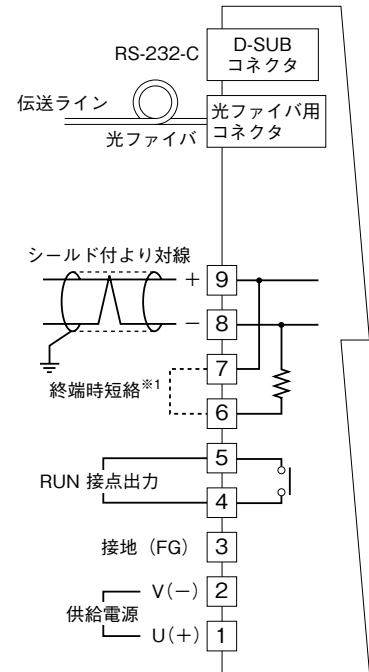 RS-232-C
D-SUB
コネクタ
伝送ライン
光ファイバ
光ファイバ用
コネクタ
シールド付より対線
+ 9
− 8
7
終端時短絡※1
6
5
RUN 接点出力
4
接地（FG） 3
V(−) 2
供給電源
U(+) 1